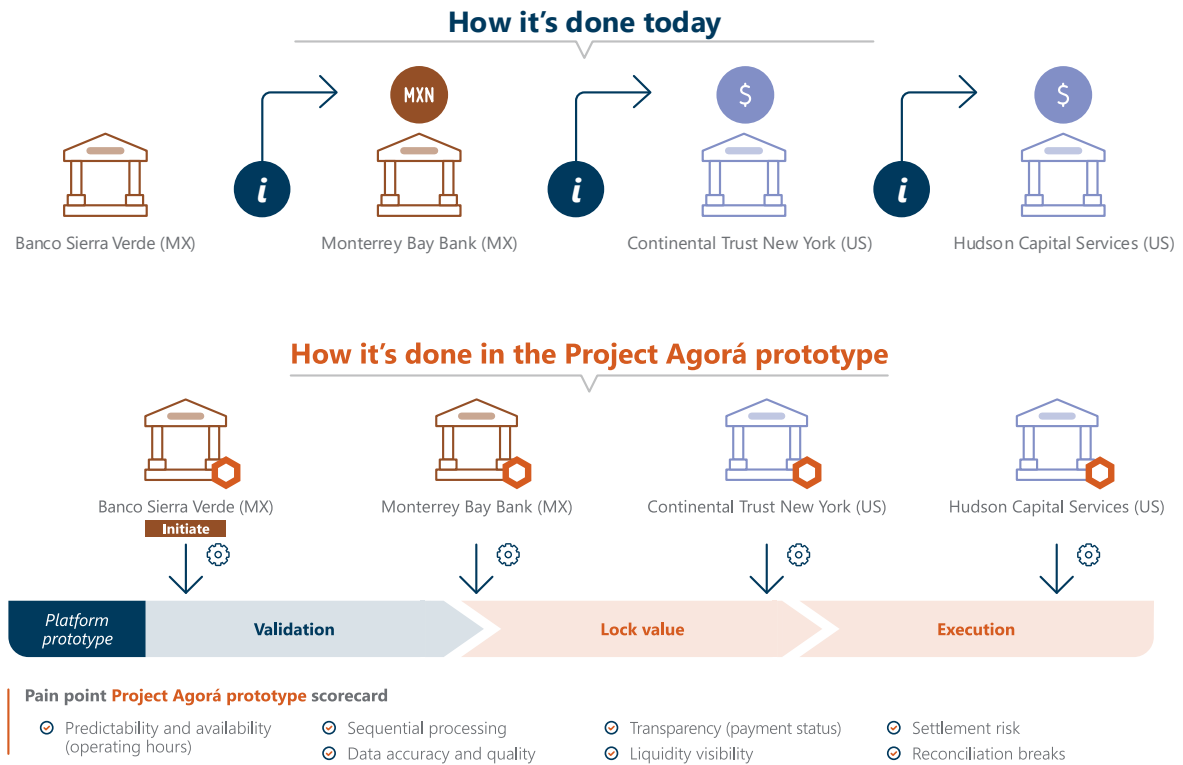 How it's done today
MXN
$
$
i
i
i
Banco Sierra Verde (MX)
Monterrey Bay Bank (MX)
Continental Trust New York (US)
Hudson Capital Services (US)
How it's done in the Project Agorá prototype
Banco Sierra Verde (MX)
Monterrey Bay Bank (MX)
Continental Trust New York (US)
Hudson Capital Services (US)
Initiate
Platform
prototype
Validation
Lock value
Execution
Pain point Project Agorá prototype scorecard
Predictability and availability
(operating hours)
Sequential processing
Data accuracy and quality
Transparency (payment status)
Liquidity visibility
Settlement risk
Reconciliation breaks